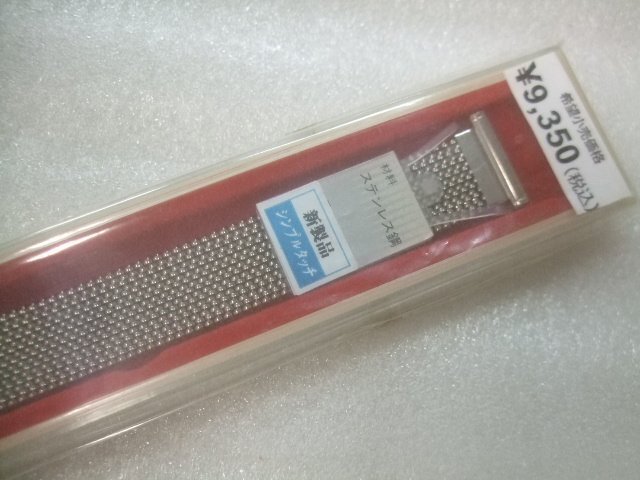 希望小売価格
¥9,350(税込)
材料
ステンレス鋼
新製品
シンプルタッチ